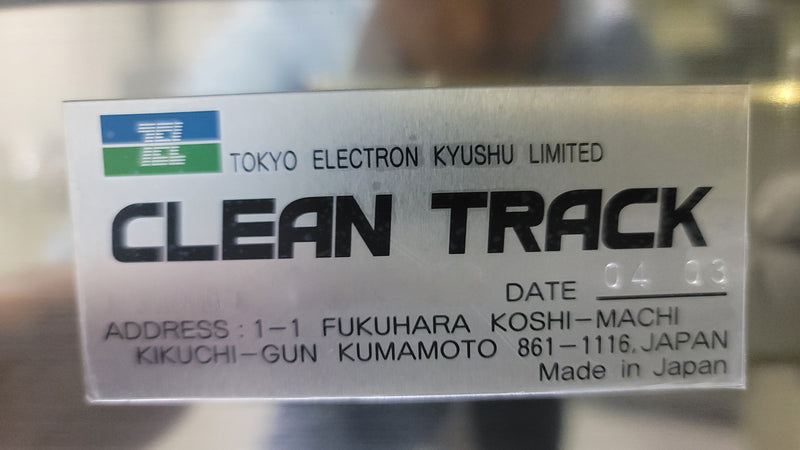 TEL
TOKYO ELECTRON KYUSHU LIMITED
CLEAN TRACK
DATE 04 03
ADDRESS : 1-1 FUKUHARA KOSHI-MACHI
KIKUCHI-GUN KUMAMOTO 861-1116, JAPAN
Made in Japan